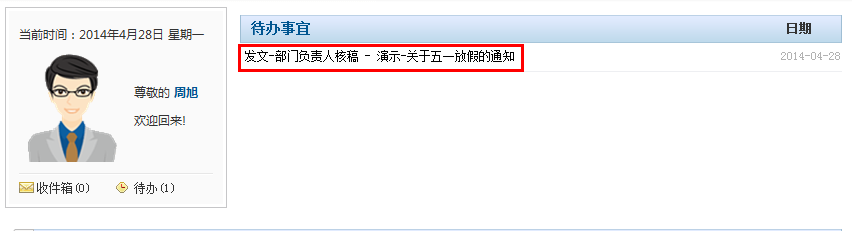 当前时间：2014年4月28日 星期一
尊敬的 周旭
欢迎回来!
收件箱(0) 待办(1)
待办事宜 日期
发文-部门负责人核稿 - 演示-关于五一放假的通知 2014-04-28